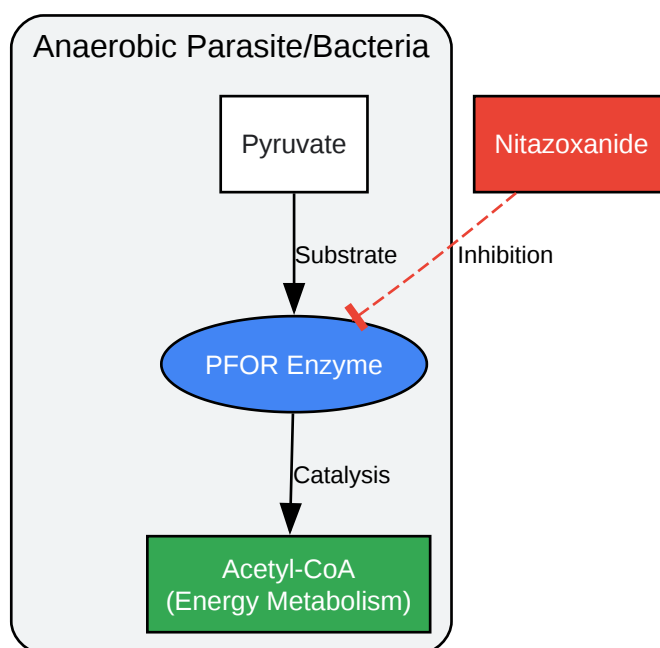 Anaerobic Parasite/Bacteria
Pyruvate
Nitazoxanide
Substrate
Inhibition
PFOR Enzyme
Catalysis
Acetyl-CoA
(Energy Metabolism)